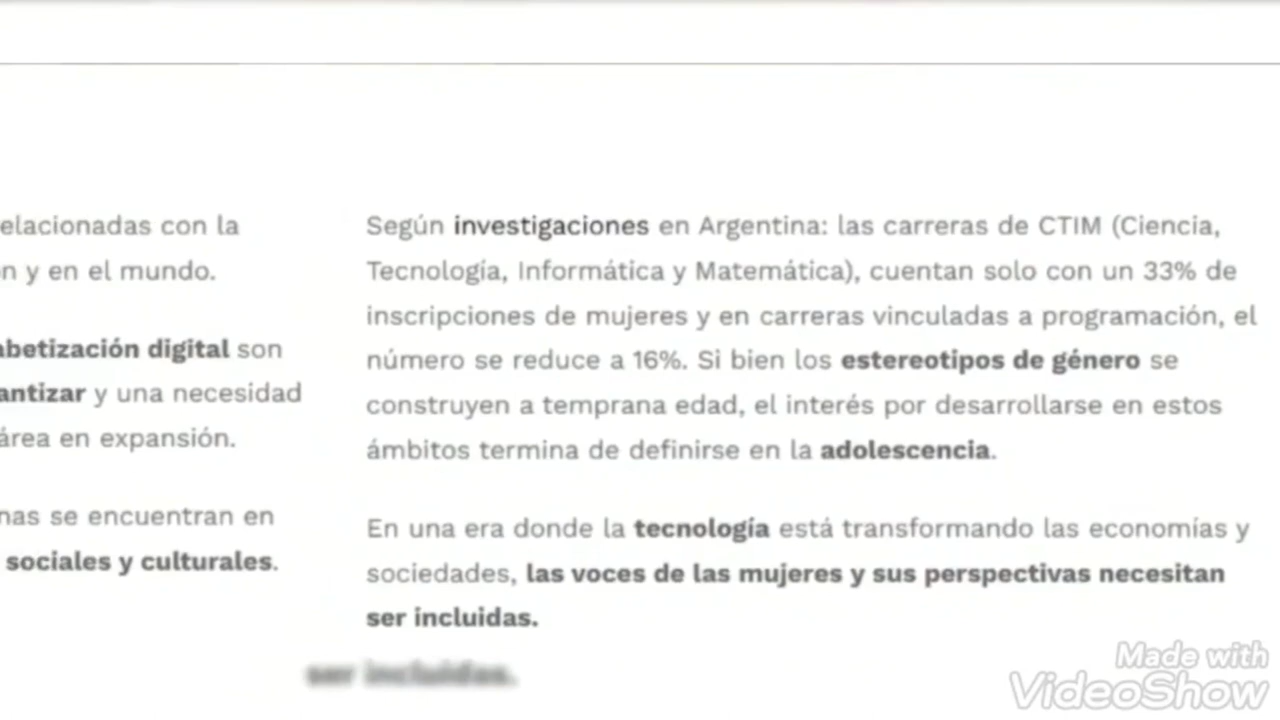 elacionadas con la
n y en el mundo.
abetización digital son
antizar y una necesidad
área en expansión.
nas se encuentran en
sociales y culturales.
Según investigaciones en Argentina: las carreras de CTIM (Ciencia,
Tecnología, Informática y Matemática), cuentan solo con un 33% de
inscripciones de mujeres y en carreras vinculadas a programación, el
número se reduce a 16%. Si bien los estereotipos de género se
construyen a temprana edad, el interés por desarrollarse en estos
ámbitos termina de definirse en la adolescencia.
En una era donde la tecnología está transformando las economías y
sociedades, las voces de las mujeres y sus perspectivas necesitan
ser incluidas.
ser incluidas.
Made with
VideoShow